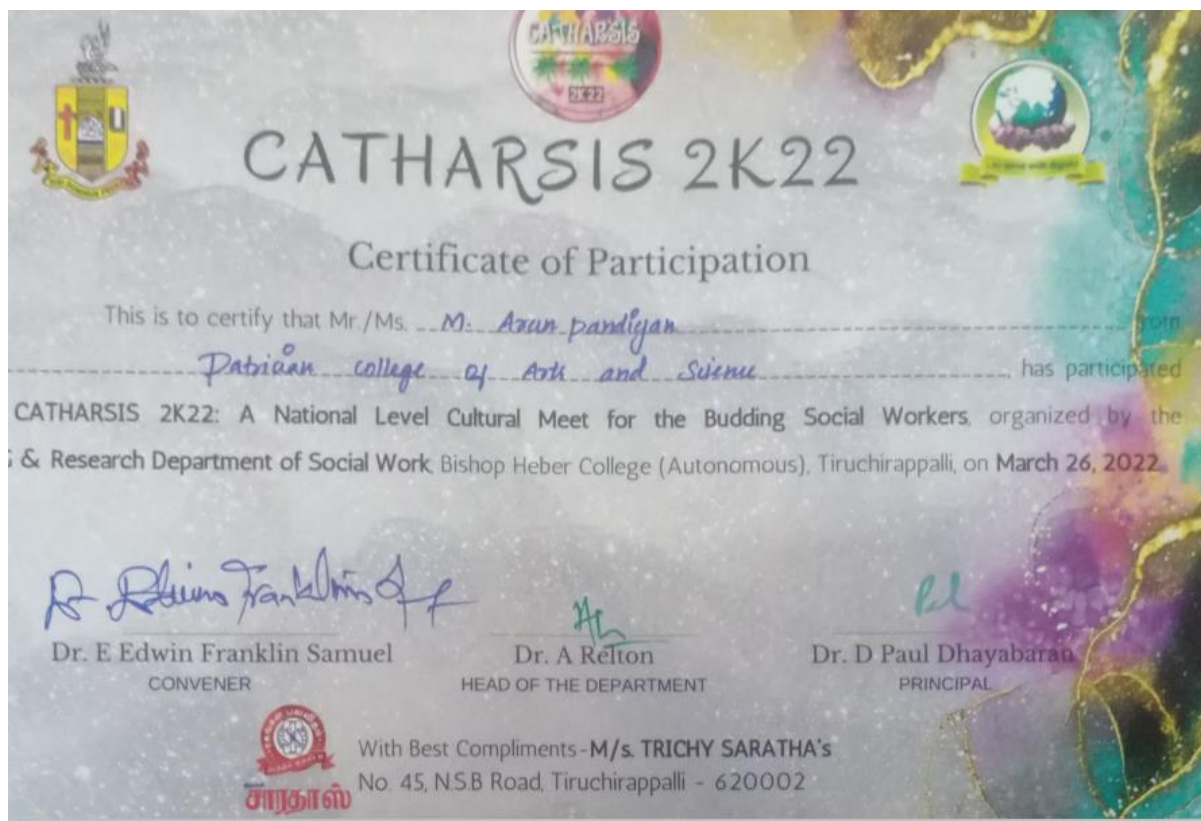 CATHARSIS
2K22
CATHARSIS 2K22
Certificate of Participation
This is to certify that Mr./Ms. M. Arun pandiyan from
Patrician college of Arts and Science has participated
CATHARSIS 2K22: A National Level Cultural Meet for the Budding Social Workers, organized by the
& Research Department of Social Work, Bishop Heber College (Autonomous), Tiruchirappalli, on March 26, 2022.
Dr. E Edwin Franklin Samuel Dr. A Relton Dr. D Paul Dhayabaran
CONVENER HEAD OF THE DEPARTMENT PRINCIPAL
With Best Compliments - M/s. TRICHY SARATHA's
சாரதாஸ் No. 45, N.S.B Road, Tiruchirappalli - 620002